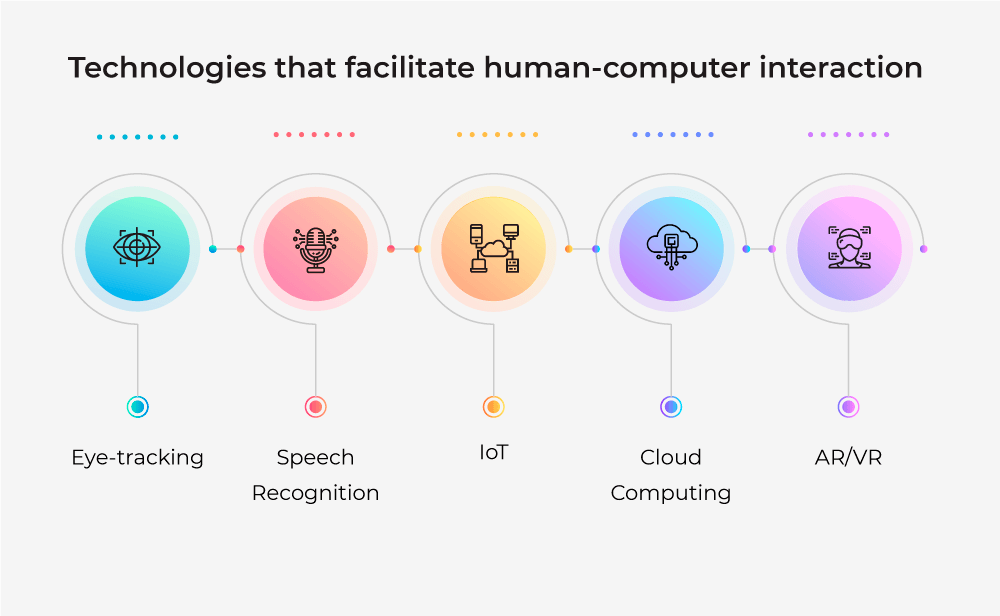 Technologies that facilitate human-computer interaction
Eye-tracking
Speech
Recognition
IoT
Cloud
Computing
AR/VR